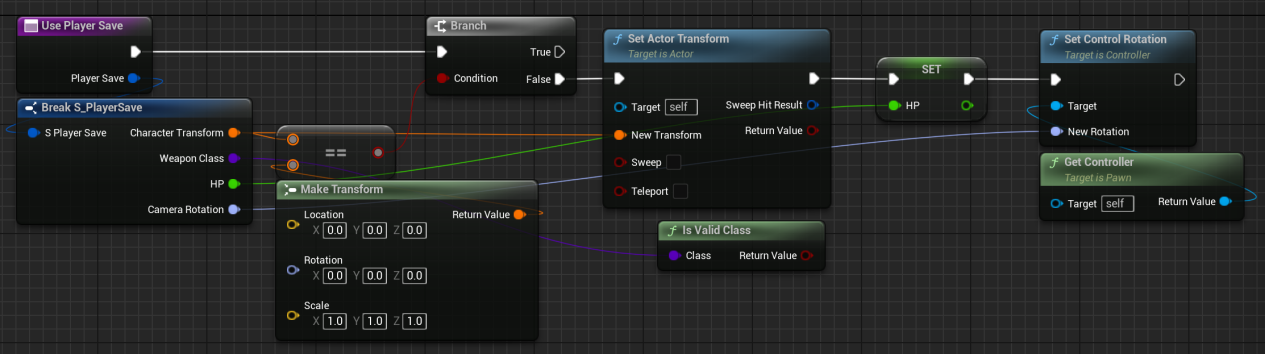 Use Player Save
Player Save
Break S_PlayerSave
S Player Save
Character Transform
Weapon Class
HP
Camera Rotation
==
Make Transform
Location
X 0.0 Y 0.0 Z 0.0
Return Value
Rotation
X 0.0 Y 0.0 Z 0.0
Scale
X 1.0 Y 1.0 Z 1.0
Branch
True
Condition
False
Set Actor Transform
Target is Actor
Target self
Sweep Hit Result
New Transform
Return Value
Sweep
Teleport
Is Valid Class
Class
Return Value
SET
HP
Set Control Rotation
Target is Controller
Target
New Rotation
Get Controller
Target is Pawn
Target self
Return Value